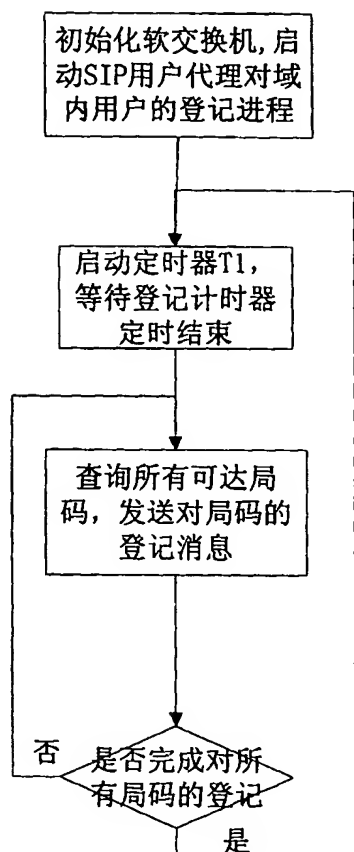 初始化软交换机,启
动SIP用户代理对域
内用户的登记进程
启动定时器T1,
等待登记计时器
定时结束
查询所有可达局
码，发送对局码的
登记消息
否
是否完成对所
有局码的登记
是